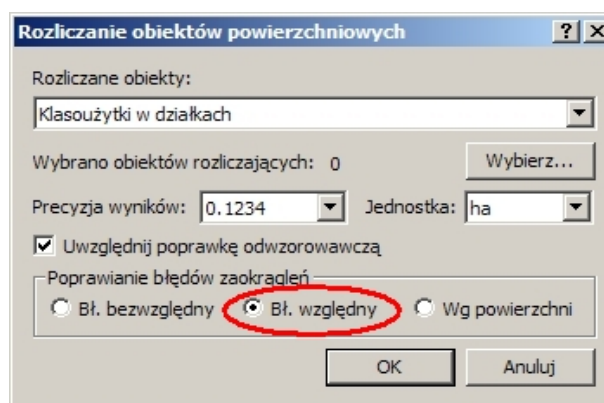 Rozliczanie obiektów powierzchniowych
Rozliczane obiekty:
Klasoużytki w działkach
Wybrano obiektów rozliczających: 0 Wybierz...
Precyzja wyników: 0.1234 Jednostka: ha
Uwzględnij poprawkę odwzorowawczą
Poprawianie błędów zaokrągleń
Bł. bezwzględny Bł. względny Wg powierzchni
OK Anuluj